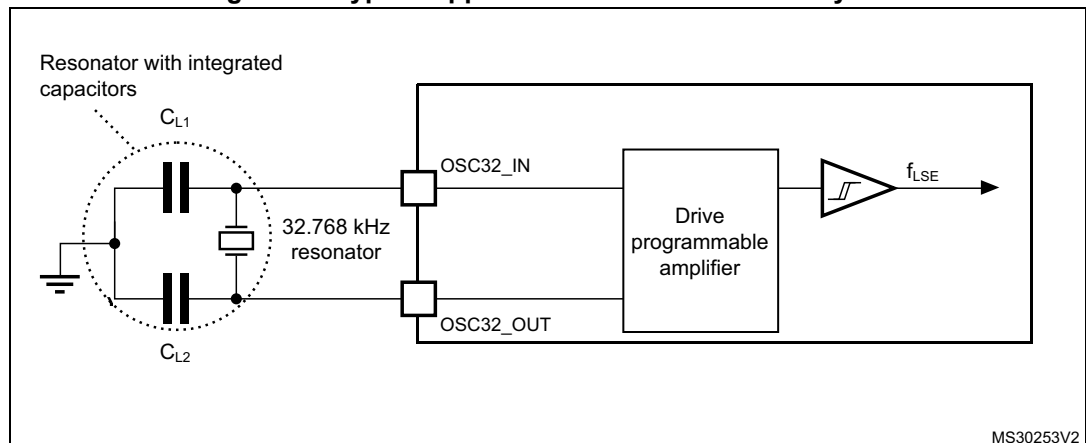 Resonator with integrated
capacitors
CL1
OSC32_IN
fLSE
32.768 kHz
resonator
Drive
programmable
amplifier
OSC32_OUT
CL2
MS30253V2